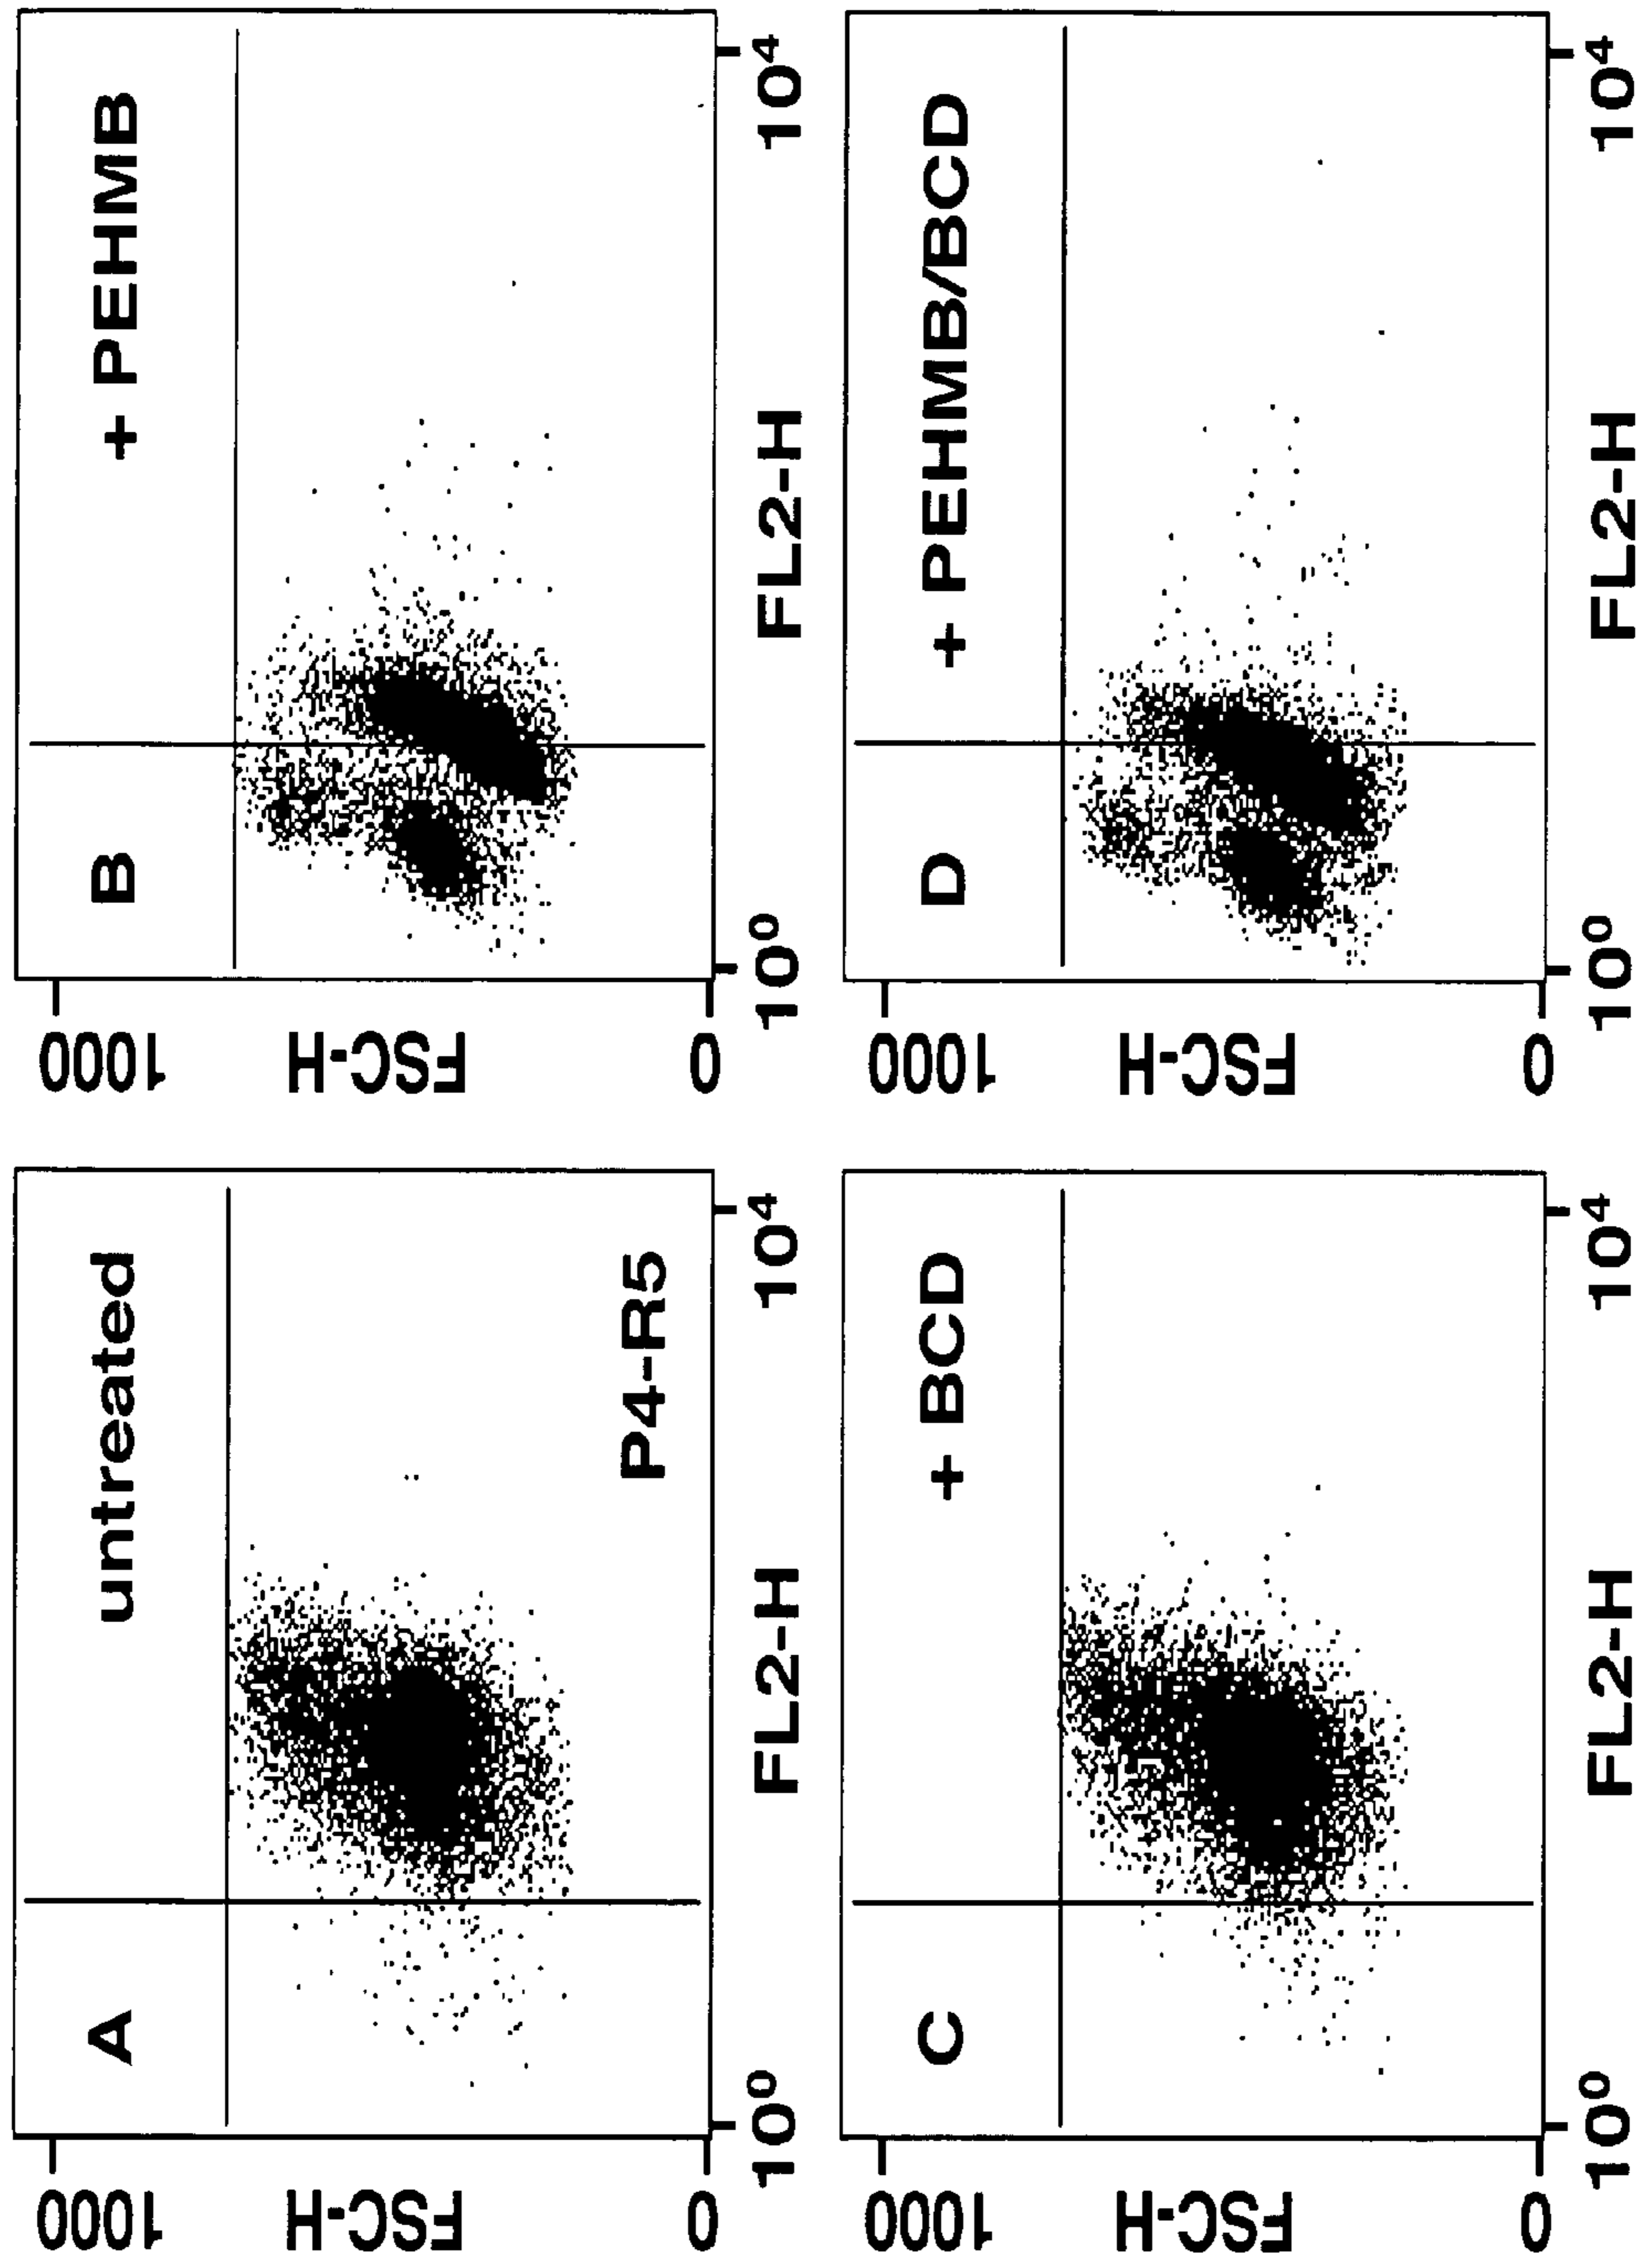 A
untreated
P4-R5
1000
FSC-H
0
10⁰
FL2-H
10⁴
B
+ PEHMB
1000
FSC-H
0
10⁰
FL2-H
10⁴
C
+ BCD
1000
FSC-H
0
10⁰
FL2-H
10⁴
D
+ PEHMB/BCD
1000
FSC-H
0
10⁰
FL2-H
10⁴